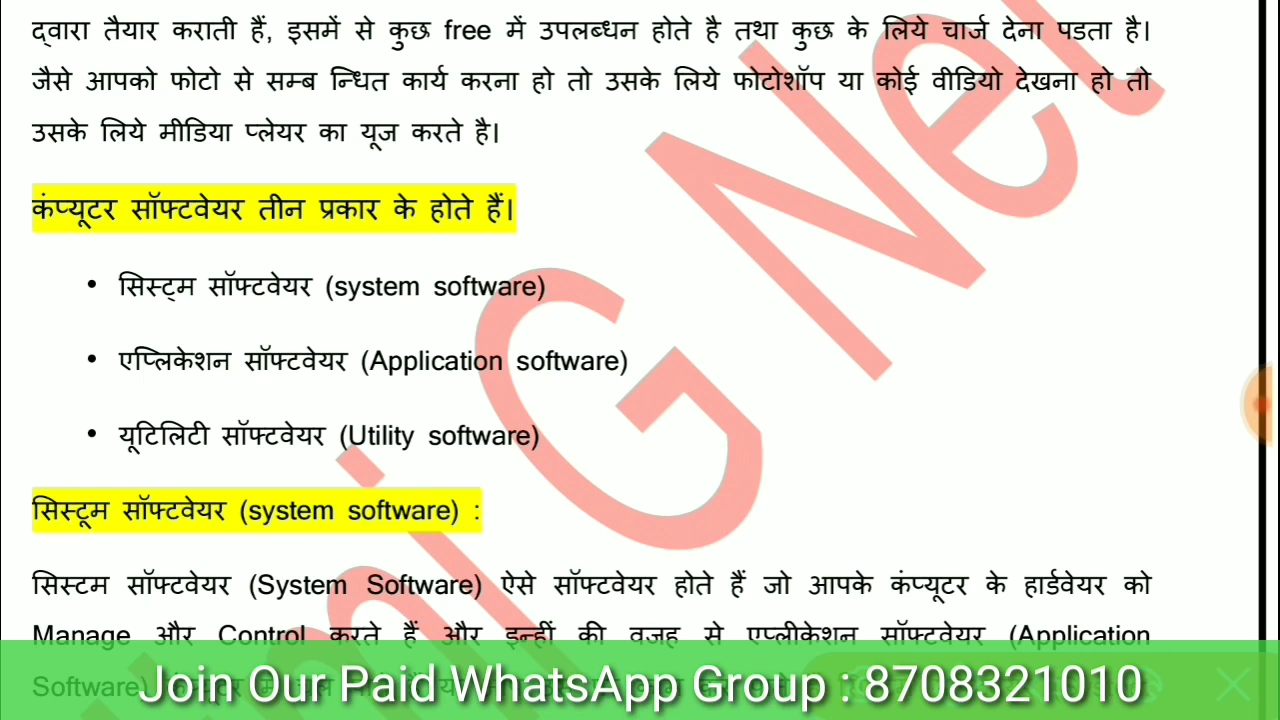 द्वारा तैयार कराती हैं, इसमें से कुछ free में उपलब्धन होते है तथा कुछ के लिये चार्ज देना पडता है।
जैसे आपको फोटो से सम्ब न्धित कार्य करना हो तो उसके लिये फोटोशॉप या कोई वीडियो देखना हो तो
उसके लिये मीडिया प्लेयर का यूज करते है।
कंप्यूटर सॉफ्टवेयर तीन प्रकार के होते हैं।
• सिस्ट्म सॉफ्टवेयर (system software)
• एप्लिकेशन सॉफ्टवेयर (Application software)
• यूटिलिटी सॉफ्टवेयर (Utility software)
सिस्टूम सॉफ्टवेयर (system software) :
सिस्टम सॉफ्टवेयर (System Software) ऐसे सॉफ्टवेयर होते हैं जो आपके कंप्यूटर के हार्डवेयर को
Manage और Control करते हैं और इन्हीं की वजह से एप्लीकेशन सॉफ्टवेयर (Application
Software)
Join Our Paid WhatsApp Group : 8708321010